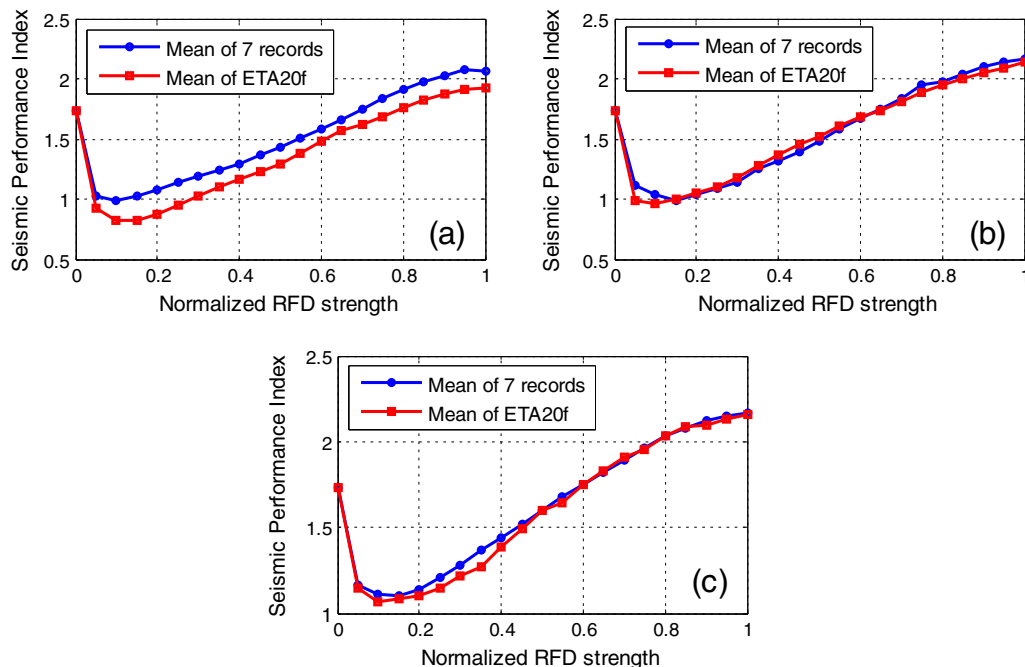 2.5
Mean of 7 records
Mean of ETA20f
2
1.5
1
0.5
0 0.2 0.4 0.6 0.8 1
Seismic Performance Index
Normalized RFD strength
(a)
2.5
Mean of 7 records
Mean of ETA20f
2
1.5
1
0.5
0 0.2 0.4 0.6 0.8 1
Seismic Performance Index
Normalized RFD strength
(b)
2.5
Mean of 7 records
Mean of ETA20f
2
1.5
1
0 0.2 0.4 0.6 0.8 1
Seismic Performance Index
Normalized RFD strength
(c)